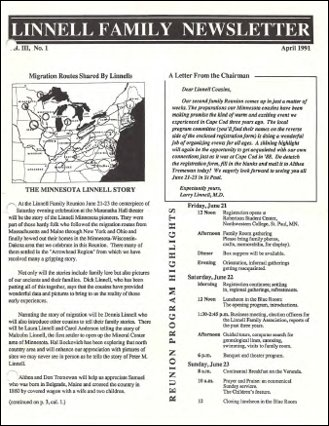 LINNELL FAMILY NEWSLETTER
l. III, No. 1
April 1991
Migration Routes Shared By Linnells
THE MINNESOTA LINNELL STORY
At the Linnell Family Reunion June 21-23 the centerpiece of
Saturday evening celebration at the Nazareth Hall theater
will be the story of the Linnell Minnesota pioneers. They were
part of those hardy folk who followed the migration routes from
Massachusetts and Maine through New York and Ohio and
finally hewed out their homes in the Minnesota-Wisconsin-
Dakota area that we celebrate in this Reunion. There many of
them settled in the "Arrowhead Region" from which we have
received many a gripping story.
Not only will the stories include family lore but also pictures
of our ancients and their families. Dick Linnell, who has been
putting all of this together, says that the cousins have provided
wonderful data and pictures to bring to us the reality of those
early experiences.
Narrating the story of migration will be Dennis Linnell who
will also introduce other cousins to tell their family stories. There
will be Laura Linnell and Carol Anderson telling the story of
Malcolm Linnell, the first settler to open up the Mineral Center
area of Minnesota. Hal Rockovich has been exploring that north
country area and will enhance our appreciation with pictures of
sites we may never see in person as he tells the story of Peter M.
Linnell.
Althea and Don Tromwau will help us appreciate Samuel
who was born in Belgrade, Maine and crossed the country in
1883 by covered wagon with a wife and two children.
(continued on p. 3, col. 1.)
A Letter From the Chairman
Dear Linnell Cousins,
Our second family Reunion comes up in just a matter of
weeks. The preparations our Minnesota cousins have been
making promise the kind of warm and exciting event we
experienced in Cape Cod three years ago. The local
program committee (you'll find their names on the reverse
side of the enclosed registration form) is doing a wonderful
job of organizing events for all ages. A shining highlight
will again be the opportunity to get acquainted with our own
connections just as it was at Cape Cod in '88. Do detach
the registration form, fill in the blanks and mail it to Althea
Tromwau today! We eagerly look forward to seeing you all
June 21-23 in St Paul.
Expectantly yours,
Larry Linnell, M.D.
REUNION PROGRAM HIGHLIGHTS
Friday, June 21
12 Noon Registration opens at
Robertson Student Center,
Northwestern College, St. Paul, MN.
Afternoon Family Room gathering
Please bring family photos,
crafts, memorabilia, for display).
Dinner Box suppers will be available.
Evening Orientation, informal gatherings
getting reacquainted.
Saturday, June 22
Morning Registration continues; settling
in, regional gatherings, refreshments.
12 Noon Luncheon in the Blue Room:
The opening program, introductions.
1:30-2:45 p.m. Business meeting, election officers for
the Linnell Family Association, reports of
the past three years.
Afternoon Guided tours, computer search for
genealogical lines, canoeing,
swimming, visits to family room.
6 p.m. Banquet and theater program.
Sunday, June 23
8 a.m. Continental Breakfast on the Veranda.
10 a.m. Prayer and Praise: an ecumenical
Sunday services.
The Children's feature.
12 Closing luncheon in the Blue Room